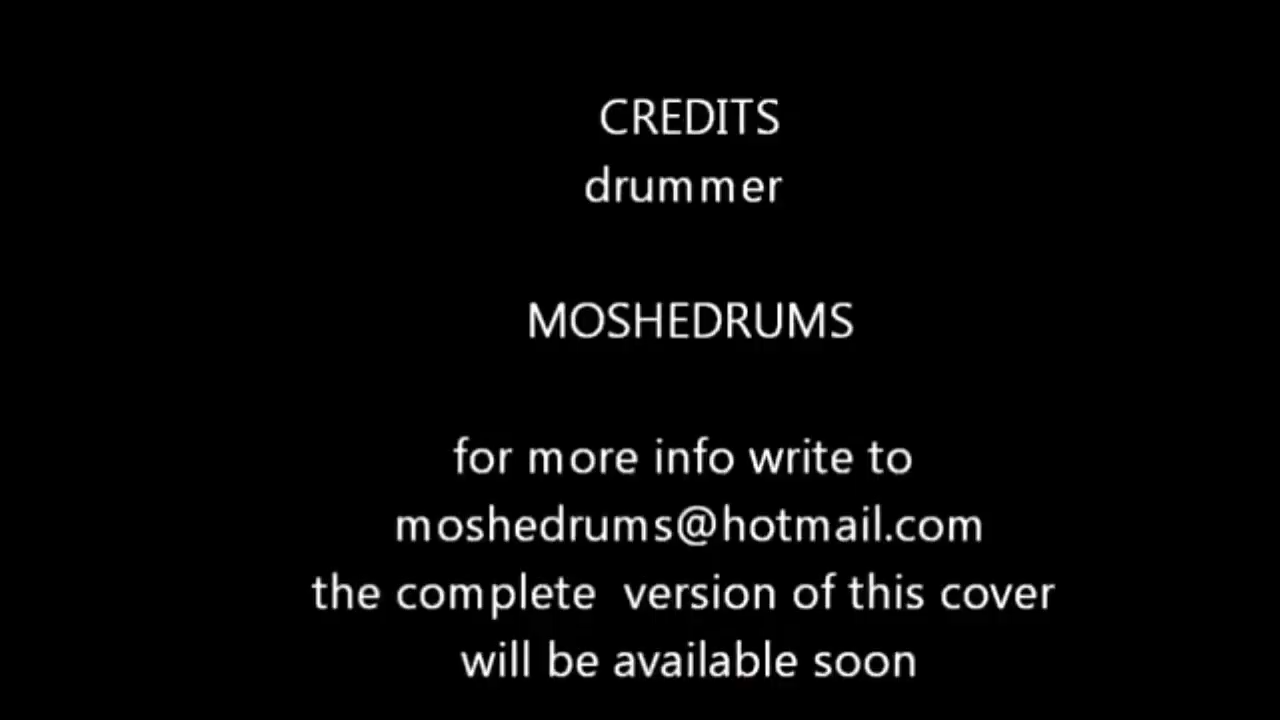 CREDITS
drummer
MOSHEDRUMS
for more info write to
moshedrums@hotmail.com
the complete  version of this cover
will be available soon